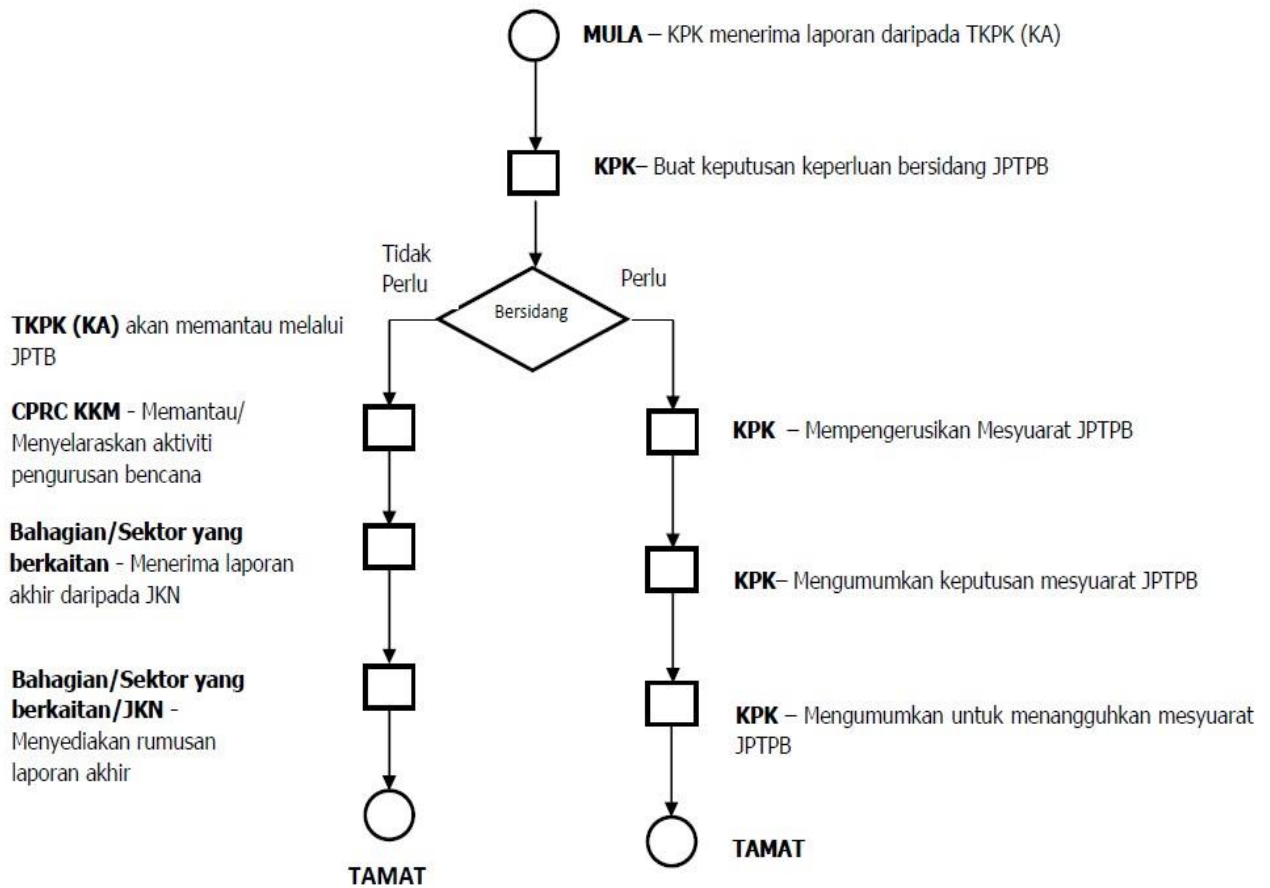 MULA – KPK menerima laporan daripada TKPK (KA)
KPK– Buat keputusan keperluan bersidang JPTPB
Tidak
Perlu
Perlu
Bersidang
TKPK (KA) akan memantau melalui
JPTB
CPRC KKM - Memantau/
Menyelaraskan aktiviti
pengurusan bencana
Bahagian/Sektor yang
berkaitan - Menerima laporan
akhir daripada JKN
Bahagian/Sektor yang
berkaitan/JKN -
Menyediakan rumusan
laporan akhir
TAMAT
KPK – Mempengerusikan Mesyuarat JPTPB
KPK– Mengumumkan keputusan mesyuarat JPTPB
KPK – Mengumumkan untuk menangguhkan mesyuarat
JPTPB
TAMAT